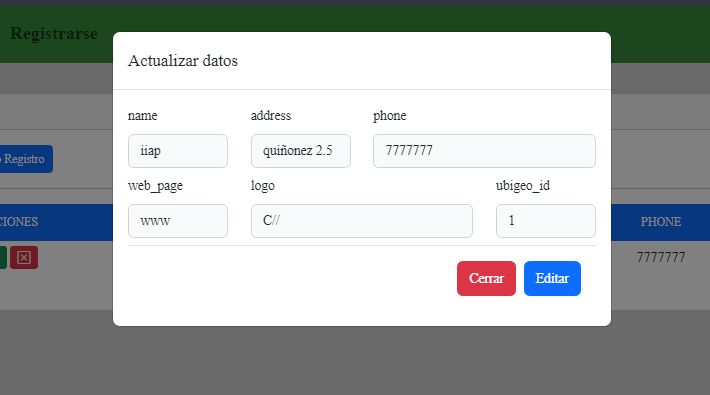 Registrarse
Actualizar datos
name address phone
iiap quiñonez 2.5 7777777
Registro
web_page logo ubigeo_id
www C// 1
CIONES PHONE
7777777
Cerrar Editar